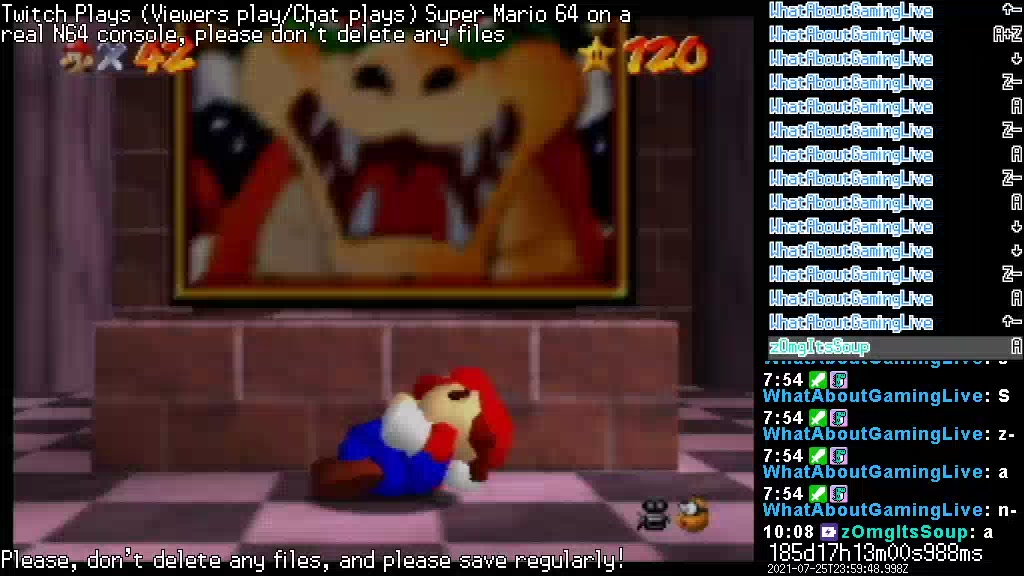 Twitch Plays (Viewers play/Chat plays) Super Mario 64 on a
real N64 console, please don't delete any files
42
120
WhatAboutGamingLive ↑-
WhatAboutGamingLive A+Z
WhatAboutGamingLive ↓
WhatAboutGamingLive Z-
WhatAboutGamingLive A
WhatAboutGamingLive Z-
WhatAboutGamingLive A
WhatAboutGamingLive Z-
WhatAboutGamingLive A
WhatAboutGamingLive ↓
WhatAboutGamingLive ↓
WhatAboutGamingLive Z-
WhatAboutGamingLive A
WhatAboutGamingLive ↑-
zOmgItsSoup A
7:54
WhatAboutGamingLive: S
7:54
WhatAboutGamingLive: z-
7:54
WhatAboutGamingLive: a
7:54
WhatAboutGamingLive: n-
10:08 zOmgItsSoup: a
185d17h13m00s988ms
2021-07-25T23:59:48.998Z
Please, don't delete any files, and please save regularly!